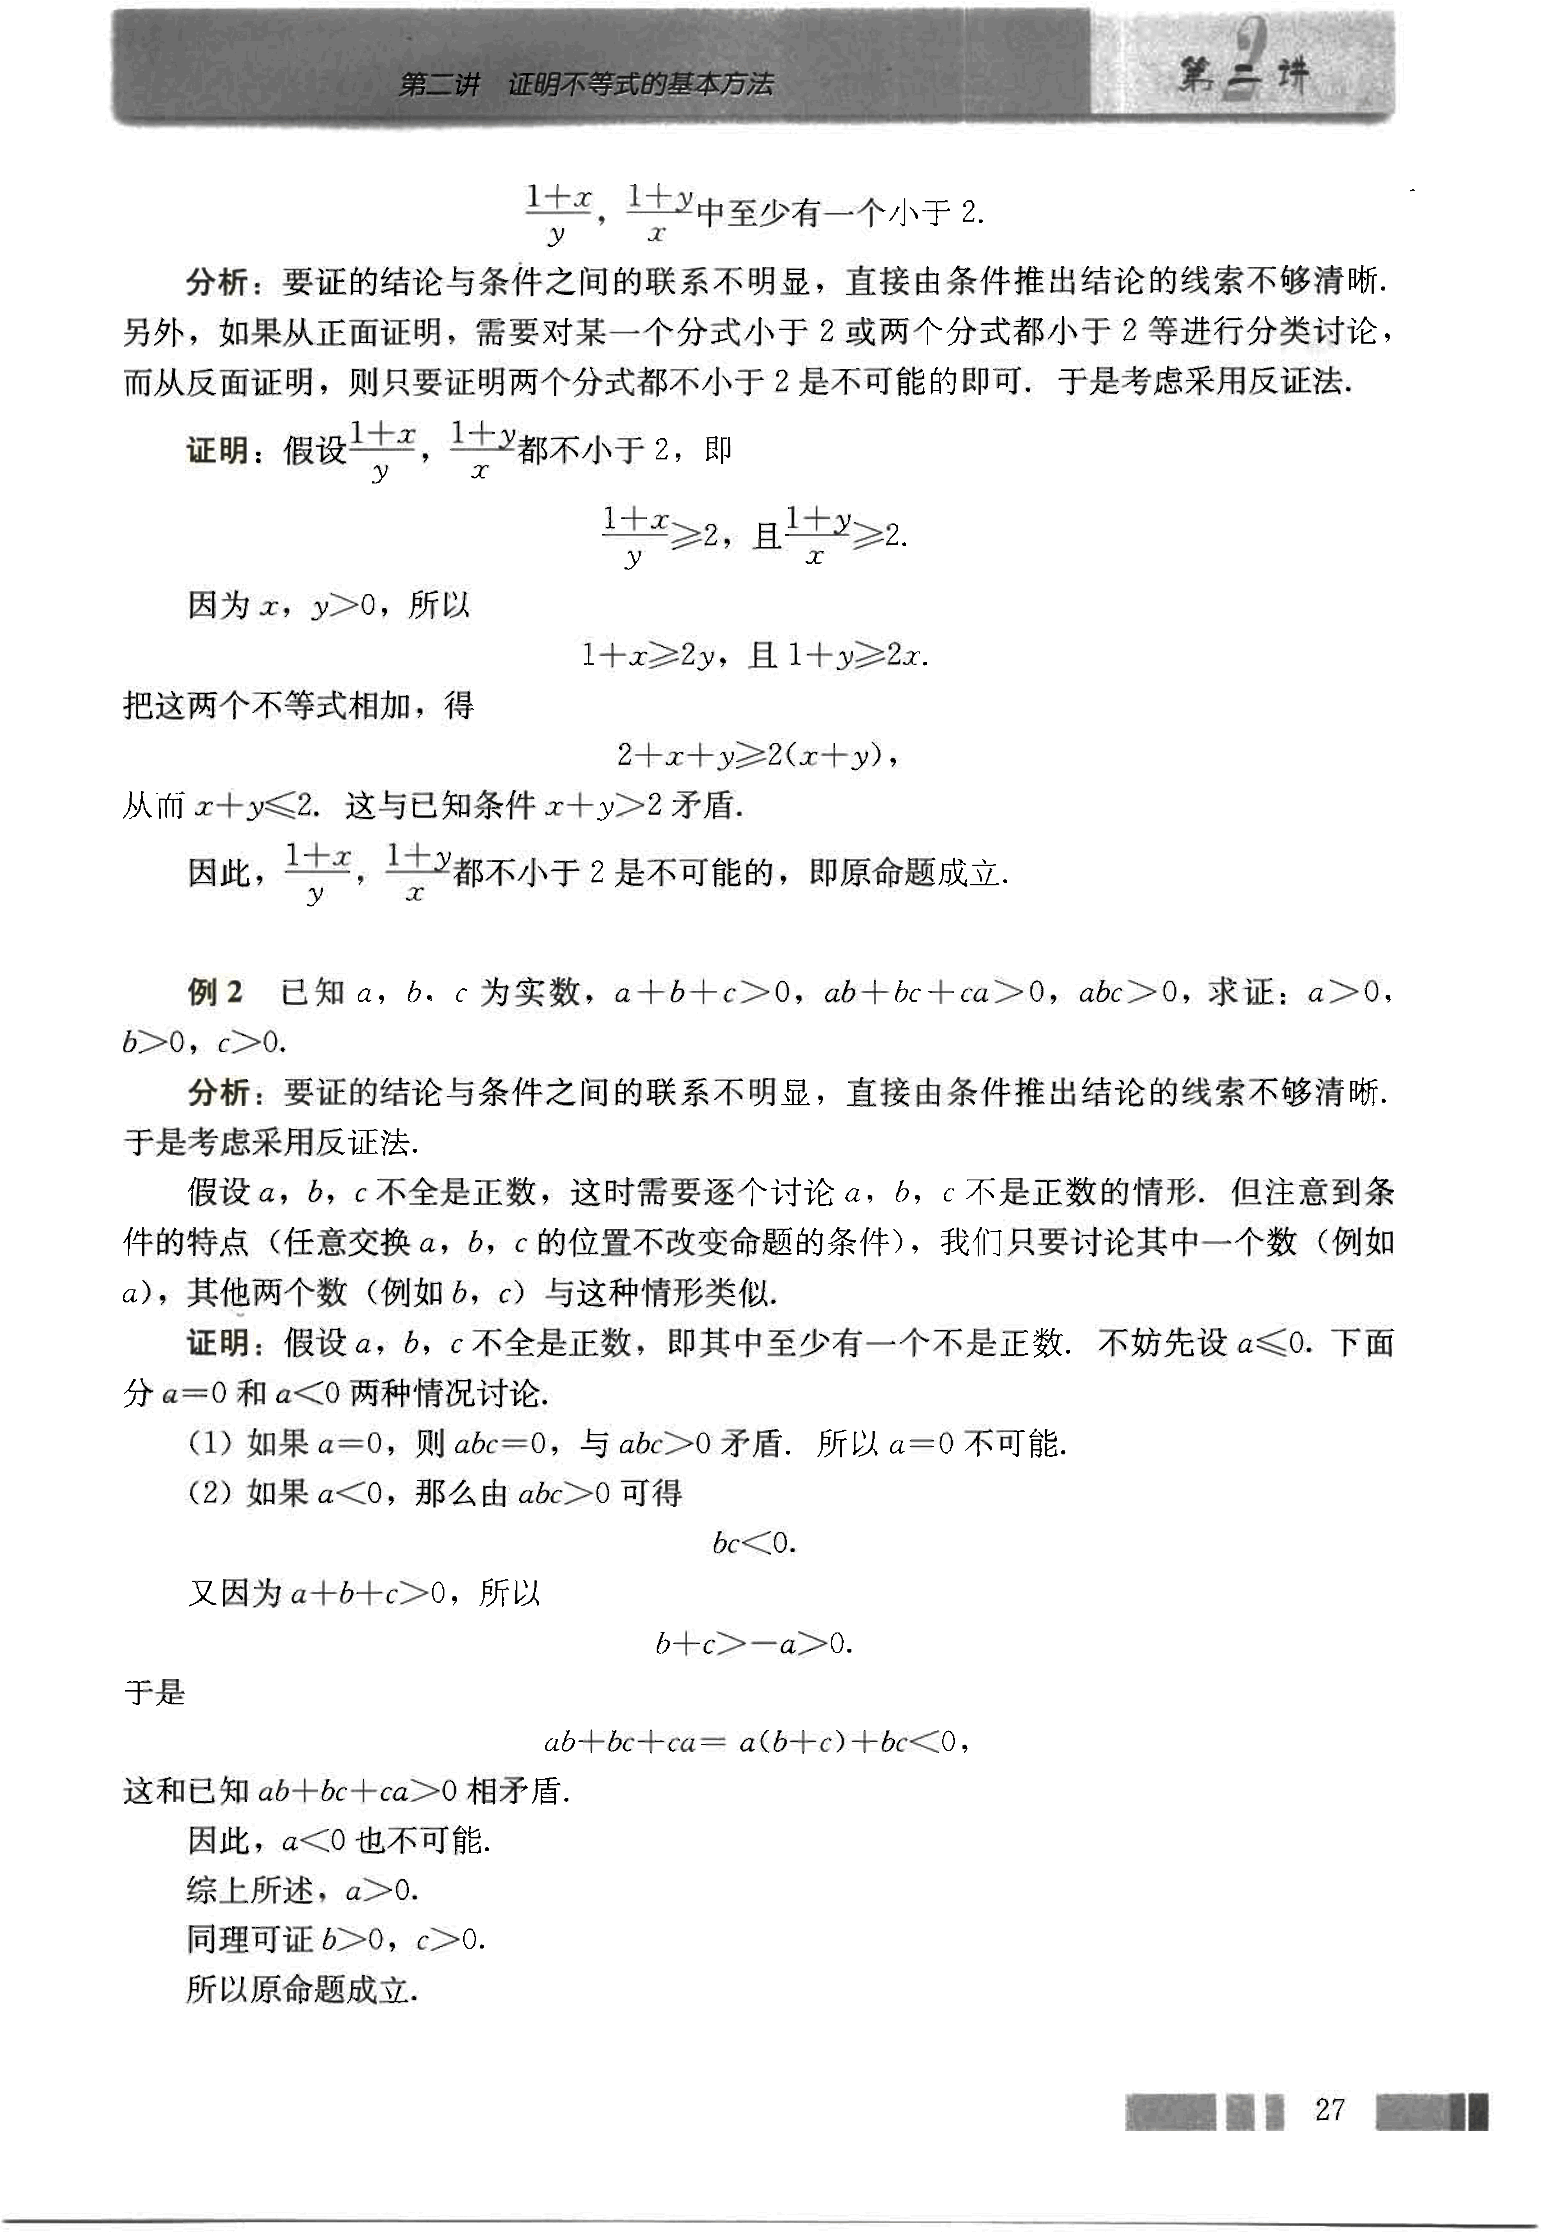 第二讲 证明不等式的基本方法
第二讲
$\frac{1+x}{y}$，$\frac{1+y}{x}$中至少有一个小于 2.
分析：要证的结论与条件之间的联系不明显，直接由条件推出结论的线索不够清晰.
另外，如果从正面证明，需要对某一个分式小于 2 或两个分式都小于 2 等进行分类讨论，
而从反面证明，则只要证明两个分式都不小于 2 是不可能的即可. 于是考虑采用反证法.
证明：假设$\frac{1+x}{y}$，$\frac{1+y}{x}$都不小于 2，即
$\frac{1+x}{y}$≥2，且$\frac{1+y}{x}$≥2.
因为 x，y>0，所以
1+x≥2y，且 1+y≥2x.
把这两个不等式相加，得
2+x+y≥2(x+y)，
从而 x+y≤2. 这与已知条件 x+y>2 矛盾.
因此，$\frac{1+x}{y}$，$\frac{1+y}{x}$都不小于 2 是不可能的，即原命题成立.
例 2 已知 a，b，c 为实数，a+b+c>0，ab+bc+ca>0，abc>0，求证：a>0，
b>0，c>0.
分析：要证的结论与条件之间的联系不明显，直接由条件推出结论的线索不够清晰.
于是考虑采用反证法.
假设 a，b，c 不全是正数，这时需要逐个讨论 a，b，c 不是正数的情形. 但注意到条
件的特点（任意交换 a，b，c 的位置不改变命题的条件），我们只要讨论其中一个数（例如
a），其他两个数（例如 b，c）与这种情形类似.
证明：假设 a，b，c 不全是正数，即其中至少有一个不是正数. 不妨先设 a≤0. 下面
分 a=0 和 a<0 两种情况讨论.
（1）如果 a=0，则 abc=0，与 abc>0 矛盾. 所以 a=0 不可能.
（2）如果 a<0，那么由 abc>0 可得
bc<0.
又因为 a+b+c>0，所以
b+c>-a>0.
于是
ab+bc+ca= a(b+c)+bc<0，
这和已知 ab+bc+ca>0 相矛盾.
因此，a<0 也不可能.
综上所述，a>0.
同理可证 b>0，c>0.
所以原命题成立.
27